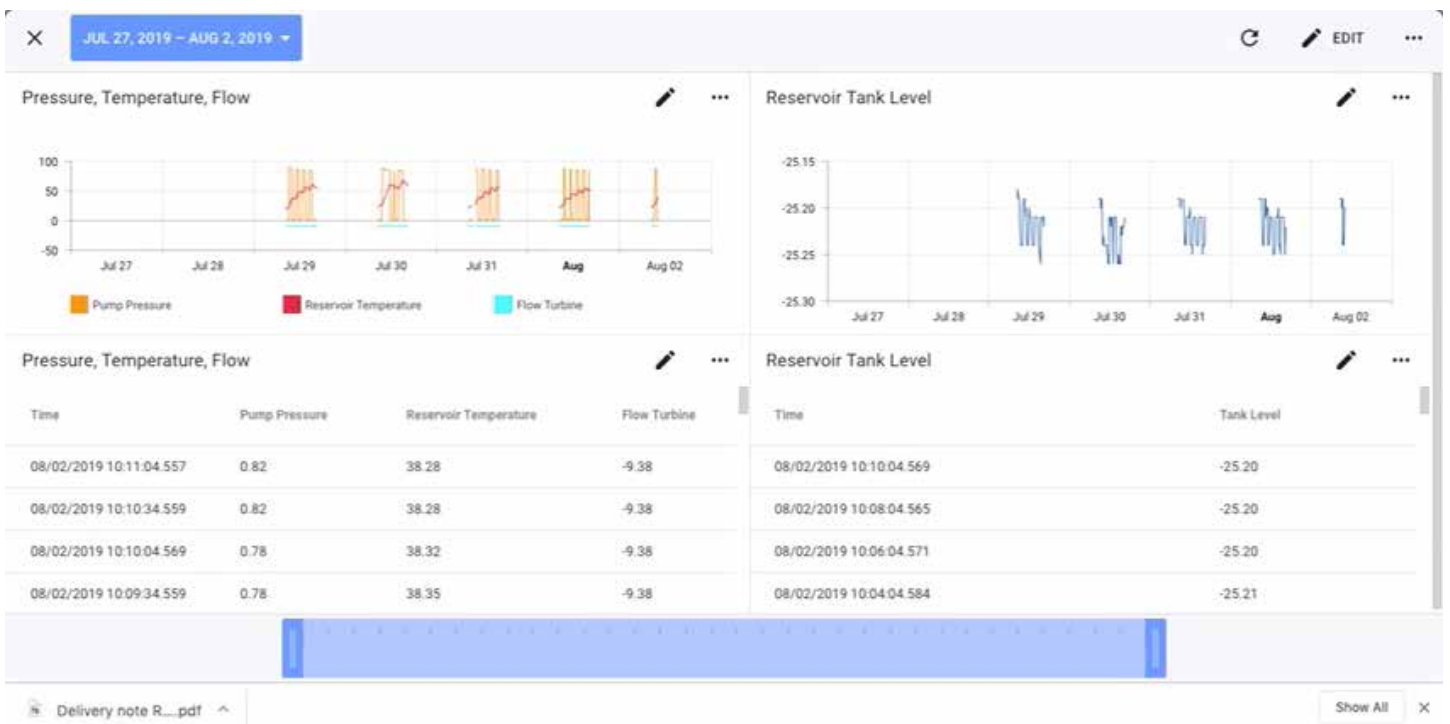 JUL 27, 2019 – AUG 2, 2019
EDIT
Pressure, Temperature, Flow
100
50
0
-50
Jul 27 Jul 28 Jul 29 Jul 30 Jul 31 Aug Aug 02
Pump Pressure Reservoir Temperature Flow Turbine
Reservoir Tank Level
-25.15
-25.20
-25.25
-25.30
Jul 27 Jul 28 Jul 29 Jul 30 Jul 31 Aug Aug 02
Pressure, Temperature, Flow
Time Pump Pressure Reservoir Temperature Flow Turbine
08/02/2019 10:11:04.557 0.82 38.28 -9.38
08/02/2019 10:10:34.559 0.82 38.28 -9.38
08/02/2019 10:10:04.569 0.78 38.32 -9.38
08/02/2019 10:09:34.559 0.78 38.35 -9.38
Reservoir Tank Level
Time Tank Level
08/02/2019 10:10:04.569 -25.20
08/02/2019 10:08:04.565 -25.20
08/02/2019 10:06:04.571 -25.20
08/02/2019 10:04:04.584 -25.21
Delivery note R....pdf
Show All